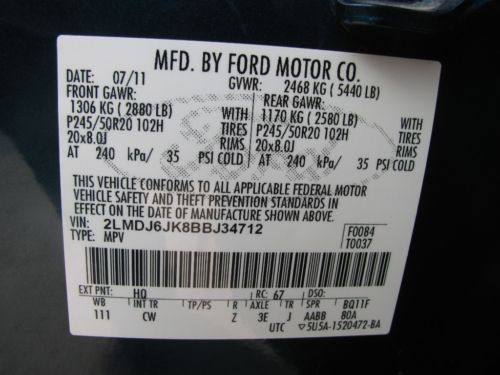 MFD. BY FORD MOTOR CO.
DATE: 07/11 GVWR: 2468 KG ( 5440 LB)
FRONT GAWR: REAR GAWR:
1306 KG ( 2880 LB) WITH 1170 KG ( 2580 LB) WITH
P245/50R20 102H TIRES P245/50R20 102H TIRES
20x8.0J RIMS 20x8.0J RIMS
AT 240 kPa/ 35 PSI COLD AT 240 kPa/ 35 PSI COLD
THIS VEHICLE CONFORMS TO ALL APPLICABLE FEDERAL MOTOR
VEHICLE SAFETY AND THEFT PREVENTION STANDARDS IN
EFFECT ON THE DATE OF MANUFACTURE SHOWN ABOVE.
VIN: 2LMDJ6JK8BBJ34712 F0084
TYPE: MPV T0037
EXT PNT: HQ RC: 67 DSO:
WB INT TR TP/PS R AXLE TR SPR BQ11F
111 CW Z 3E J AABB 80A
UTC 5U5A-1520472-BA
Ford